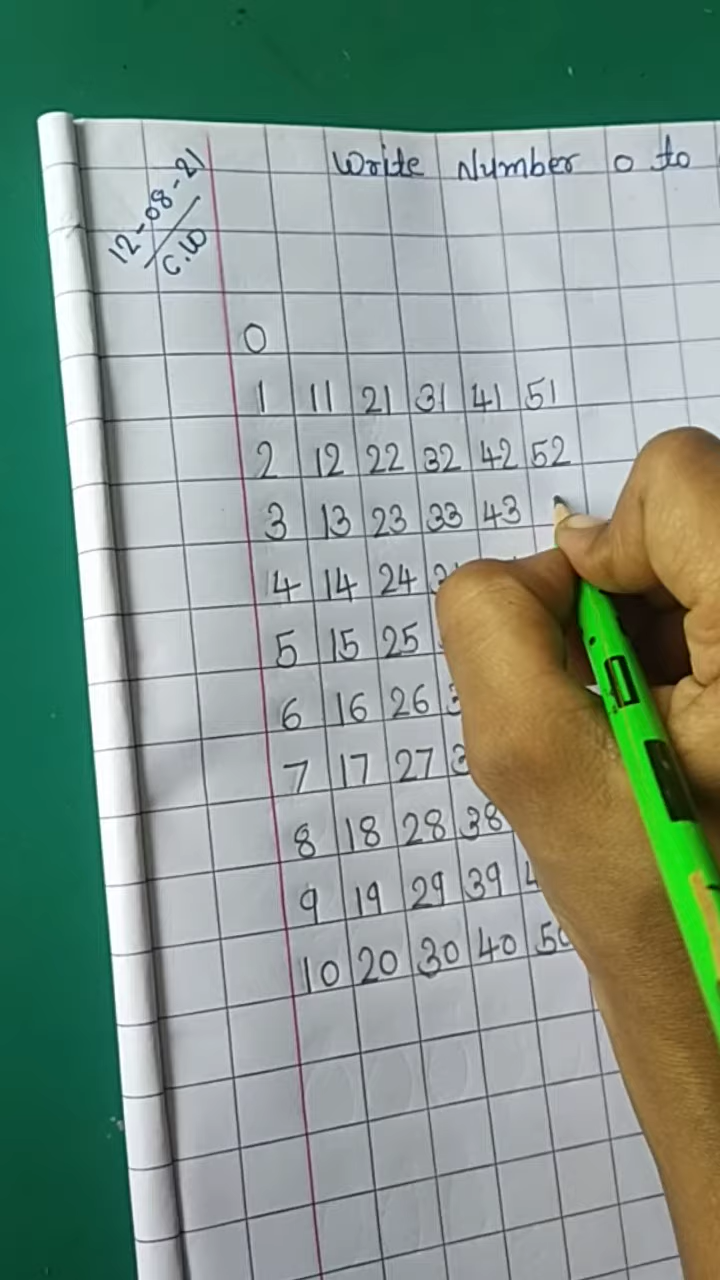 Write Number 0 to
12-08-21
C.W
0
1 11 21 31 41 51
2 12 22 32 42 52
3 13 23 33 43
4 14 24
5 15 25
6 16 26
7 17 27
8 18 28 38
9 19 29 39
10 20 30 40